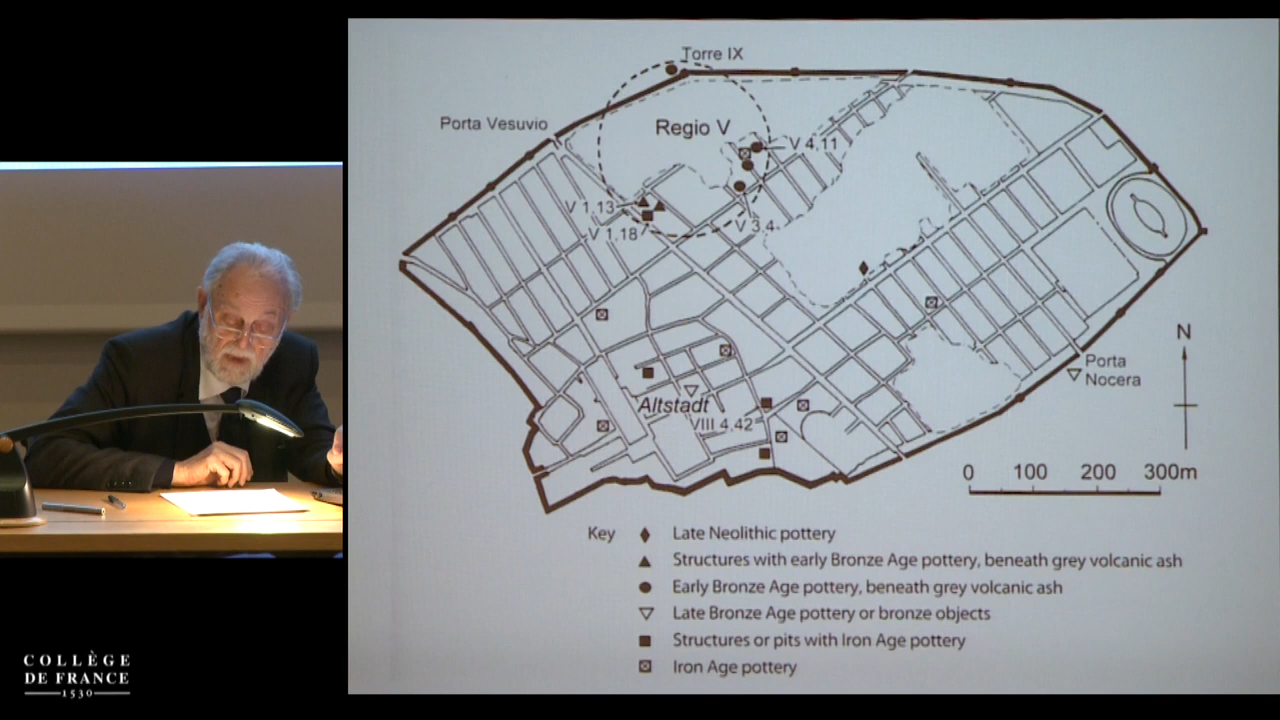 Torre IX
Porta Vesuvio
Regio V
V 4,11
V 1,13
V 1,18
V 3,4
Altstadt
VIII 4,42
Porta
Nocera
N
0 100 200 300m
Key
Late Neolithic pottery
Structures with early Bronze Age pottery, beneath grey volcanic ash
Early Bronze Age pottery, beneath grey volcanic ash
Late Bronze Age pottery or bronze objects
Structures or pits with Iron Age pottery
Iron Age pottery
COLLÈGE
DE FRANCE
1530